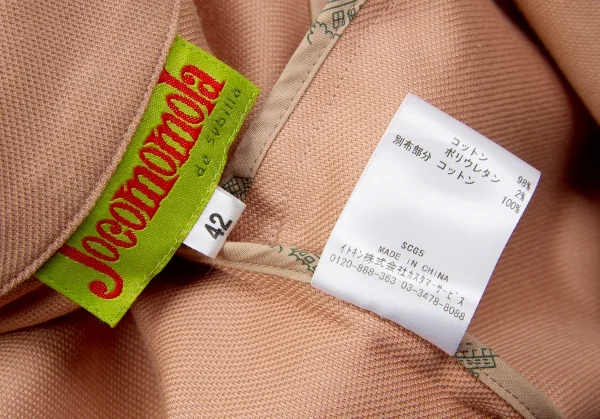 Jocomomola
de sybilla
42
コットン 98%
ポリウレタン 2%
別布部分 コットン 100%
SCG5
MADE IN CHINA
イトキン株式会社カスタマーサービス
0120-888-363 03-3478-8088